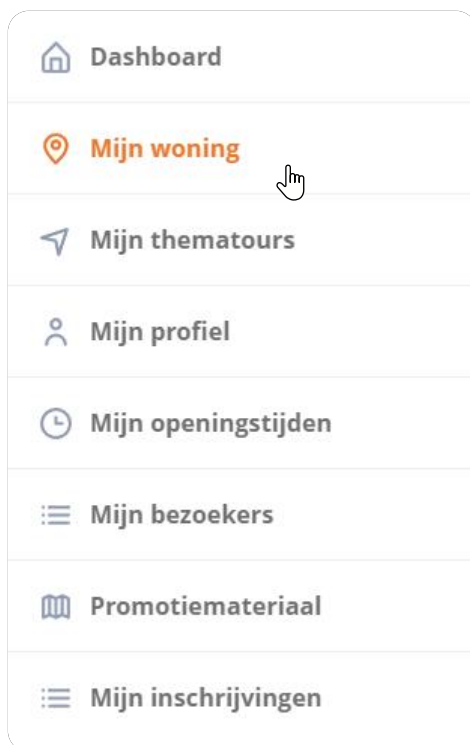 Dashboard
Mijn woning
Mijn thematours
Mijn profiel
Mijn openingstijden
Mijn bezoekers
Promotiemateriaal
Mijn inschrijvingen